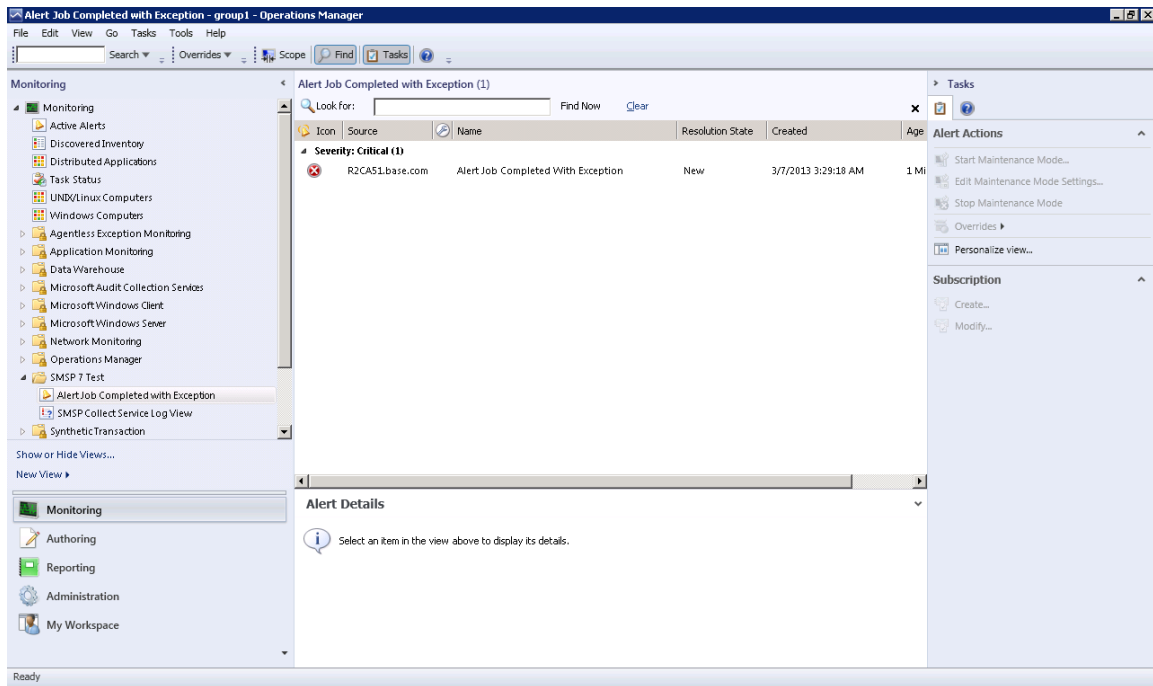 Alert Job Completed with Exception - group1 - Operations Manager
File Edit View Go Tasks Tools Help
Search Overrides Scope Find Tasks
Monitoring
Monitoring
Active Alerts
Discovered Inventory
Distributed Applications
Task Status
UNIX/Linux Computers
Windows Computers
Agentless Exception Monitoring
Application Monitoring
Data Warehouse
Microsoft Audit Collection Services
Microsoft Windows Client
Microsoft Windows Server
Network Monitoring
Operations Manager
SMSP 7 Test
Alert Job Completed with Exception
SMSP Collect Service Log View
Synthetic Transaction
Show or Hide Views...
New View
Monitoring
Authoring
Reporting
Administration
My Workspace
Alert Job Completed with Exception (1)
Look for: Find Now Clear
Icon Source Name Resolution State Created Age
Severity: Critical (1)
R2CA51.base.com Alert Job Completed With Exception New 3/7/2013 3:29:18 AM 1 Mi
Alert Details
Select an item in the view above to display its details.
Tasks
Alert Actions
Start Maintenance Mode...
Edit Maintenance Mode Settings...
Stop Maintenance Mode
Overrides
Personalize view...
Subscription
Create...
Modify...
Ready